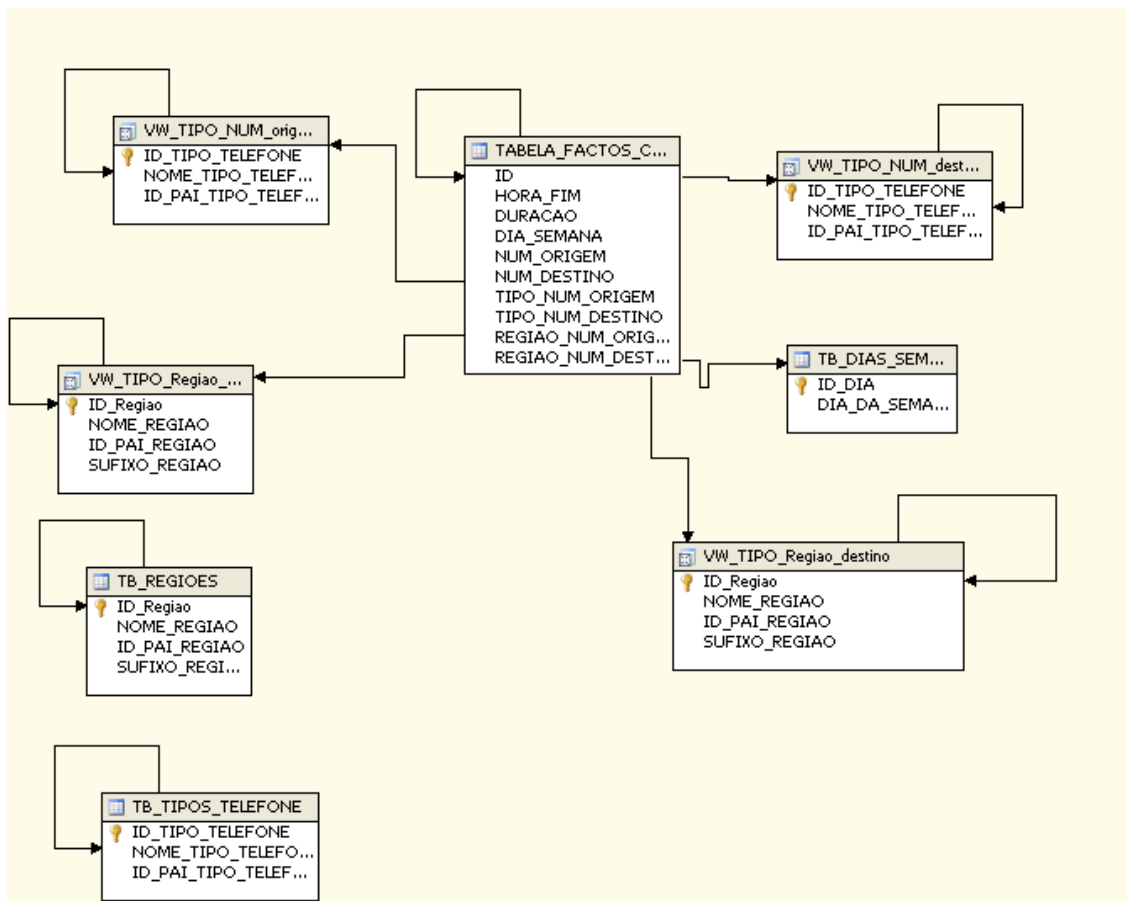 VW_TIPO_NUM_orig...
ID_TIPO_TELEFONE
NOME_TIPO_TELEF...
ID_PAI_TIPO_TELEF...
TABELA_FACTOS_C...
ID
HORA_FIM
DURACAO
DIA_SEMANA
NUM_ORIGEM
NUM_DESTINO
TIPO_NUM_ORIGEM
TIPO_NUM_DESTINO
REGIAO_NUM_ORIG...
REGIAO_NUM_DEST...
VW_TIPO_NUM_dest...
ID_TIPO_TELEFONE
NOME_TIPO_TELEF...
ID_PAI_TIPO_TELEF...
VW_TIPO_Regiao_...
ID_Regiao
NOME_REGIAO
ID_PAI_REGIAO
SUFIXO_REGIAO
TB_DIAS_SEM...
ID_DIA
DIA_DA_SEMA...
VW_TIPO_Regiao_destino
ID_Regiao
NOME_REGIAO
ID_PAI_REGIAO
SUFIXO_REGIAO
TB_REGIOES
ID_Regiao
NOME_REGIAO
ID_PAI_REGIAO
SUFIXO_REGI...
TB_TIPOS_TELEFONE
ID_TIPO_TELEFONE
NOME_TIPO_TELEFO...
ID_PAI_TIPO_TELEF...